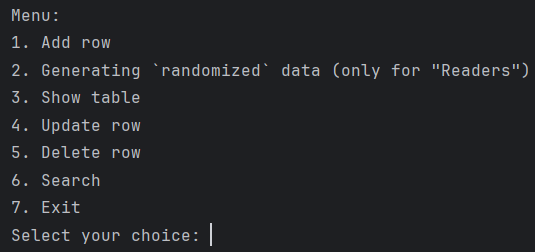 Menu:
1. Add row
2. Generating `randomized` data (only for "Readers")
3. Show table
4. Update row
5. Delete row
6. Search
7. Exit
Select your choice: